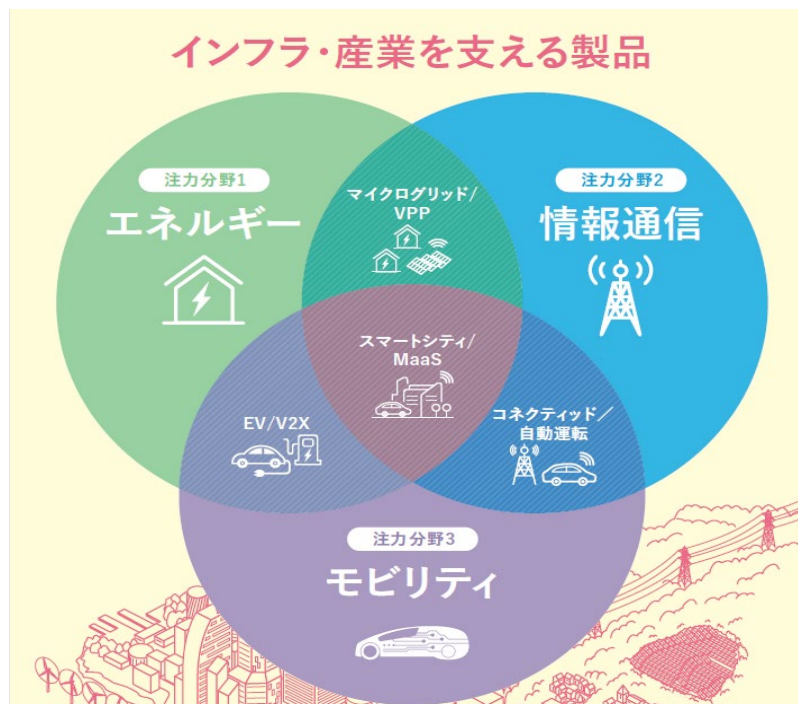 インフラ・産業を支える製品
注力分野1
エネルギー
マイクログリッド/
VPP
注力分野2
情報通信
スマートシティ/
MaaS
EV/V2X
コネクティッド／
自動運転
注力分野3
モビリティ